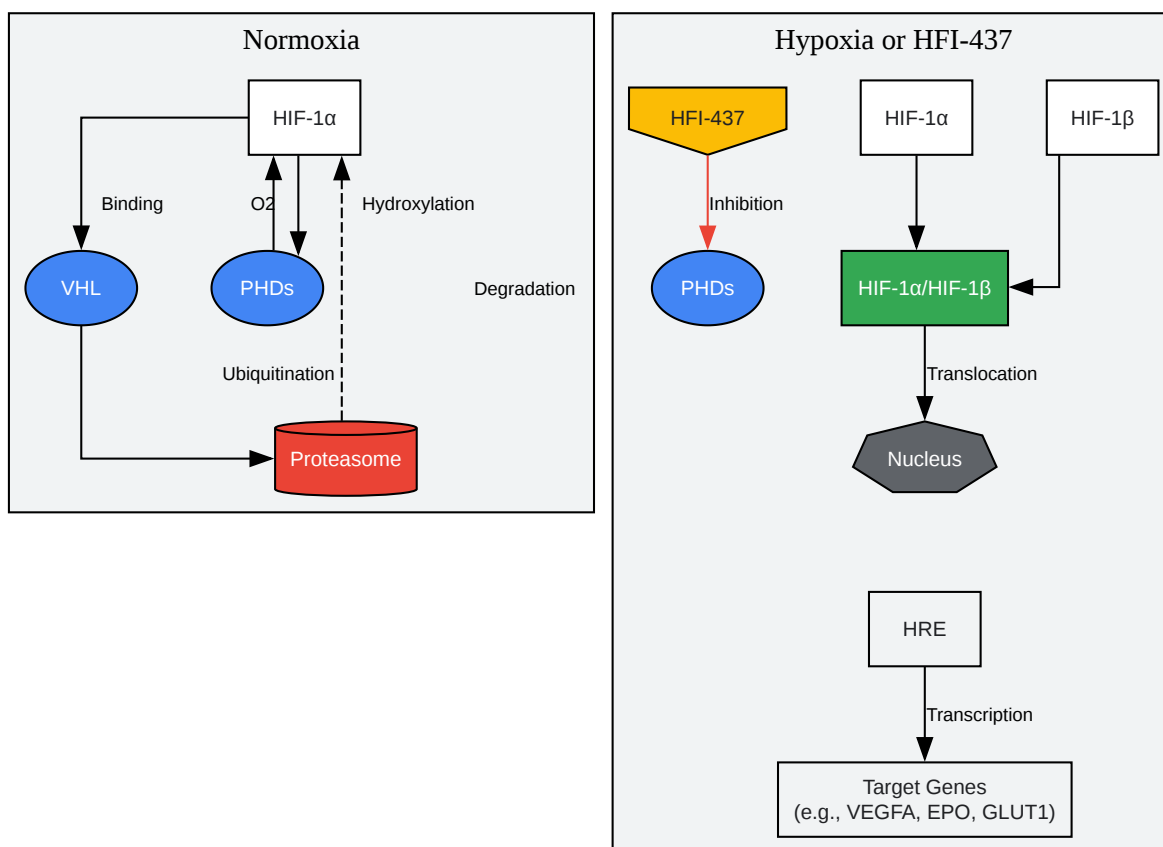 Normoxia
HIF-1α
Binding
O2
Hydroxylation
VHL
PHDs
Degradation
Ubiquitination
Proteasome
Hypoxia or HFI-437
HFI-437
HIF-1α
HIF-1β
Inhibition
PHDs
HIF-1α/HIF-1β
Translocation
Nucleus
HRE
Transcription
Target Genes
(e.g., VEGFA, EPO, GLUT1)